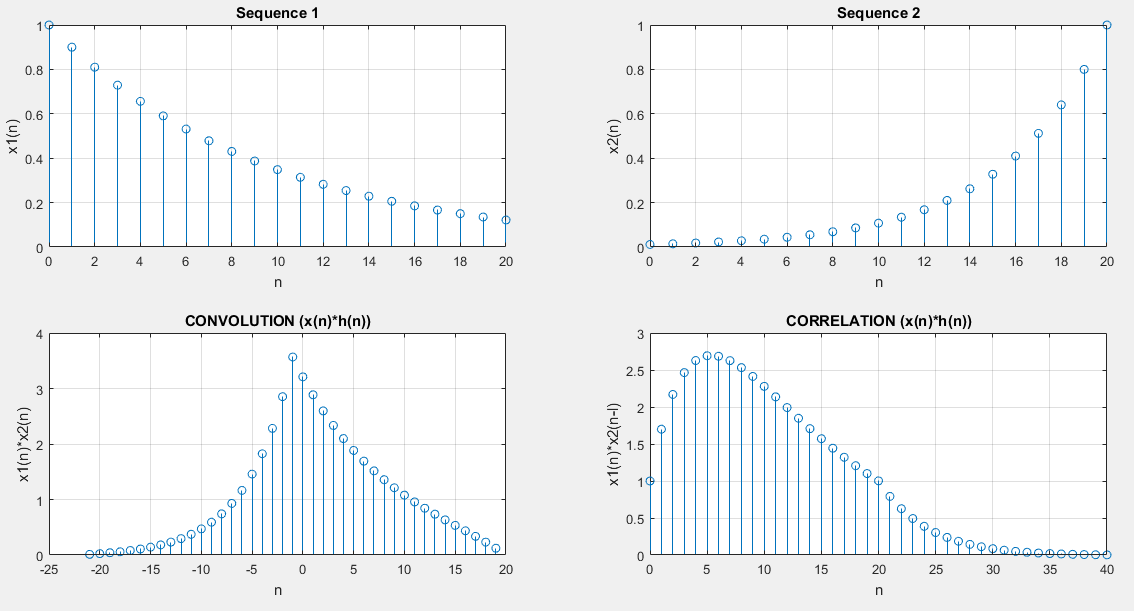 Sequence 1
1
0.8
0.6
0.4
0.2
0
x1(n)
0 2 4 6 8 10 12 14 16 18 20
n
Sequence 2
1
0.8
0.6
0.4
0.2
0
x2(n)
0 2 4 6 8 10 12 14 16 18 20
n
CONVOLUTION (x(n)*h(n))
4
3
2
1
0
x1(n)*x2(n)
-25 -20 -15 -10 -5 0 5 10 15 20
n
CORRELATION (x(n)*h(n))
3
2.5
2
1.5
1
0.5
0
x1(n)*x2(n-l)
0 5 10 15 20 25 30 35 40
n